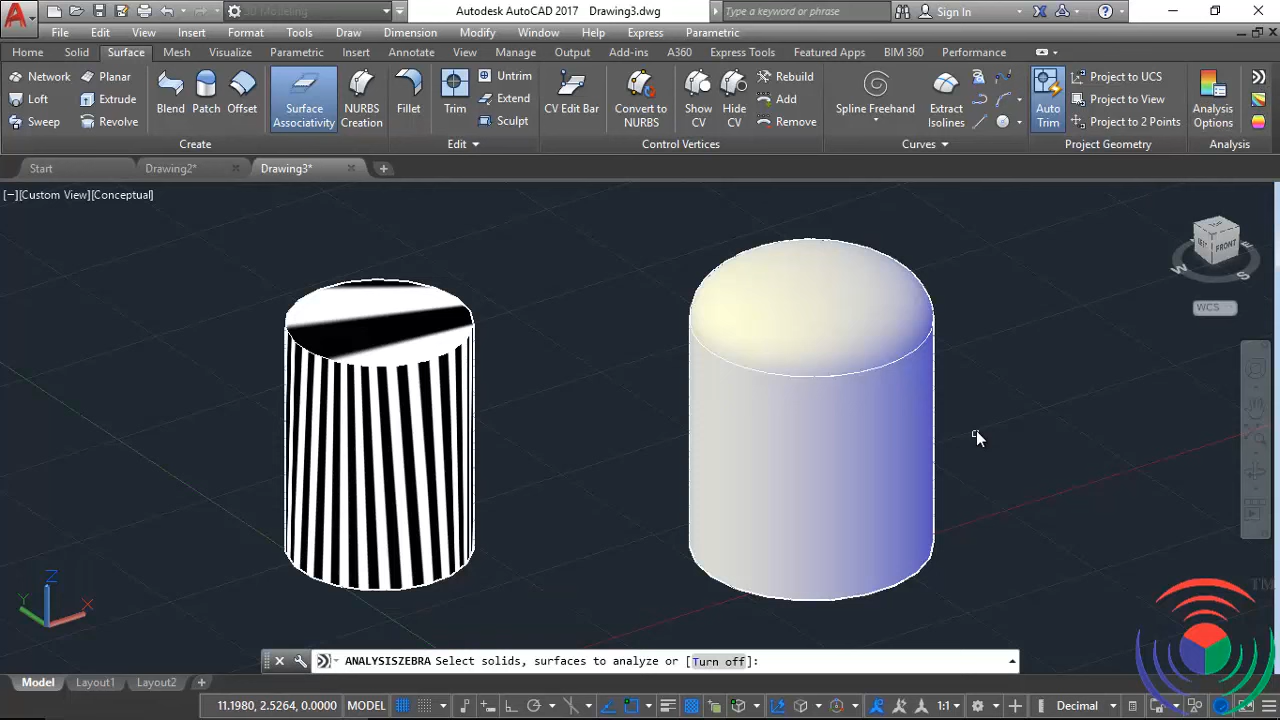 3D Modeling
Autodesk AutoCAD 2017 Drawing3.dwg
Type a keyword or phrase
Sign In
File Edit View Insert Format Tools Draw Dimension Modify Window Help Express Parametric
Home Solid Surface Mesh Visualize Parametric Insert Annotate View Manage Output Add-ins A360 Express Tools Featured Apps BIM 360 Performance
Network Planar
Loft Extrude
Sweep Revolve
Blend Patch Offset
Surface
Associativity
NURBS
Creation
Fillet
Trim
Untrim
Extend
Sculpt
CV Edit Bar
Convert to
NURBS
Show
CV
Hide
CV
Rebuild
Add
Remove
Spline Freehand
Extract
Isolines
Auto
Trim
Project to UCS
Project to View
Project to 2 Points
Analysis
Options
Create Edit Control Vertices Curves Project Geometry Analysis
Start Drawing2* Drawing3*
[−][Custom View][Conceptual]
TOP
LEFT FRONT
W S E
WCS
Z
Y X
TM
ANALYSISZEBRA Select solids, surfaces to analyze or [Turn off]:
Model Layout1 Layout2
11.1980, 2.5264, 0.0000 MODEL 1:1 Decimal